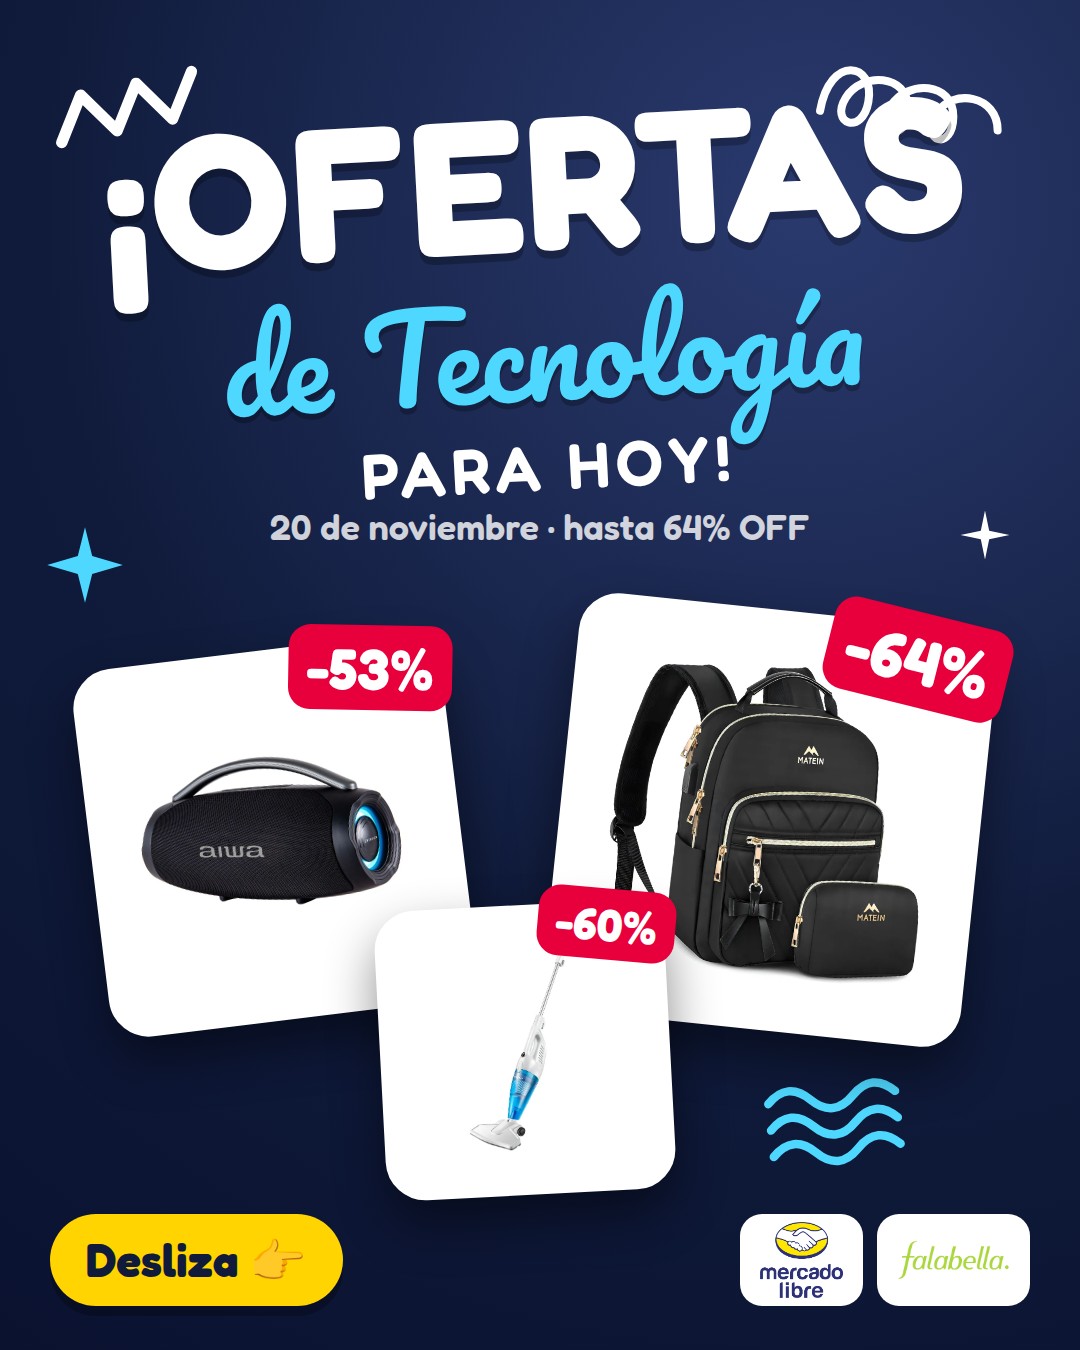 ¡OFERTAS
de Tecnología
PARA HOY!
20 de noviembre · hasta 64% OFF
-53%
-64%
MATEIN
aiwa
MATEIN
-60%
Desliza
mercado
libre
falabella.